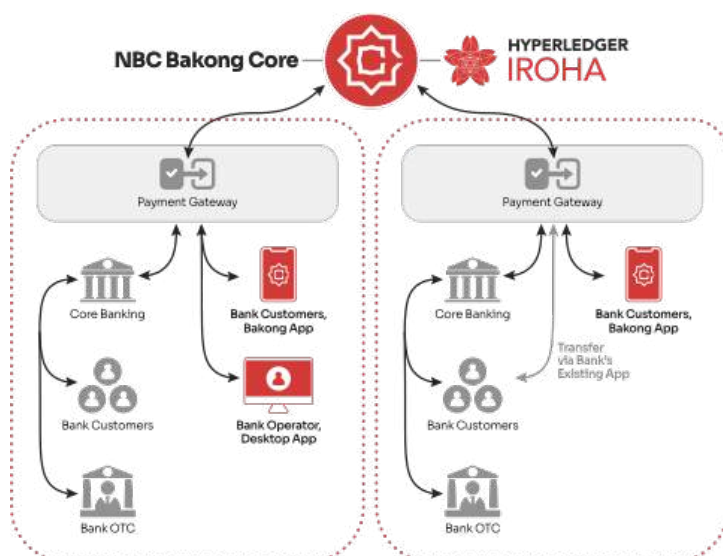 NBC Bakong Core
HYPERLEDGER
IROHA
Payment Gateway
Core Banking
Bank Customers,
Bakong App
Bank Customers
Bank Operator,
Desktop App
Bank OTC
Payment Gateway
Core Banking
Bank Customers,
Bakong App
Transfer
via Bank's
Existing App
Bank Customers
Bank OTC